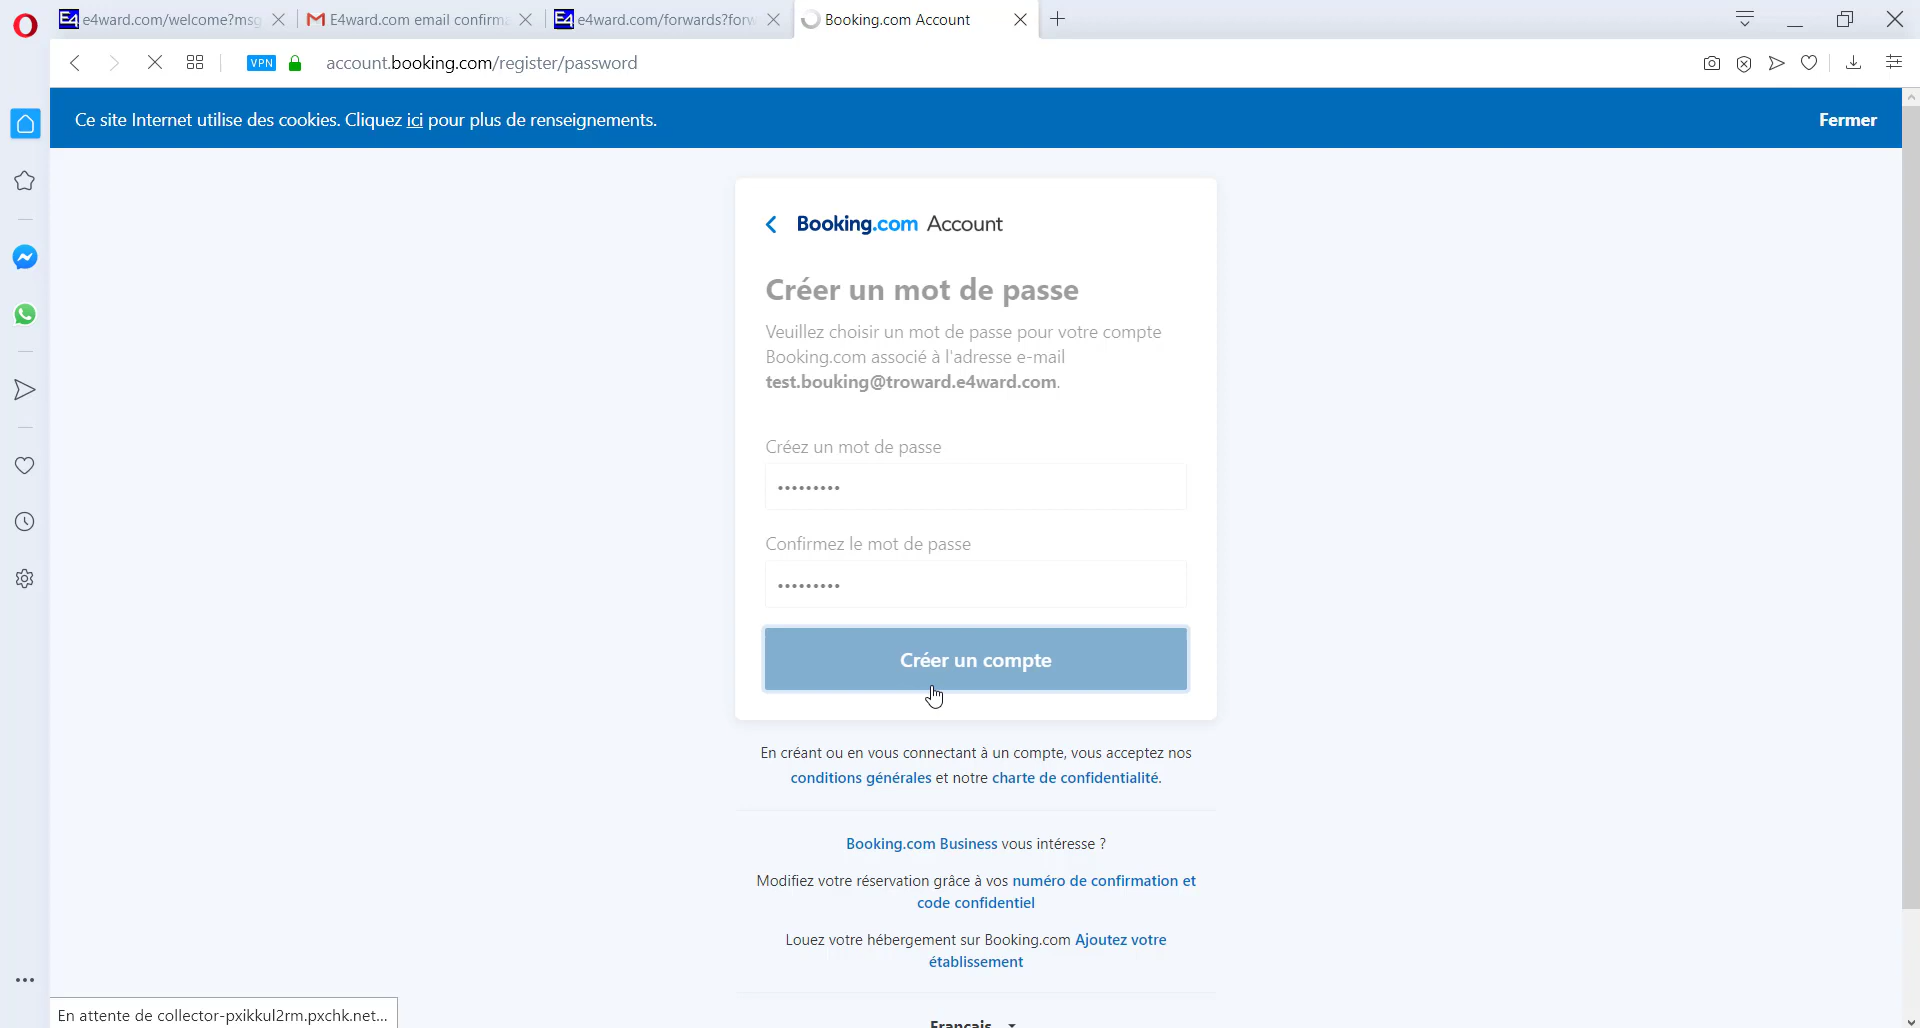 e4ward.com/welcome?msg
E4ward.com email confirma
e4ward.com/forwards?forw
Booking.com Account
VPN
account.booking.com/register/password
Ce site Internet utilise des cookies. Cliquez ici pour plus de renseignements.
Fermer
Booking.com Account
Créer un mot de passe
Veuillez choisir un mot de passe pour votre compte
Booking.com associé à l'adresse e-mail
test.bouking@troward.e4ward.com.
Créez un mot de passe
•••••••••
Confirmez le mot de passe
•••••••••
Créer un compte
En créant ou en vous connectant à un compte, vous acceptez nos
conditions générales et notre charte de confidentialité.
Booking.com Business vous intéresse ?
Modifiez votre réservation grâce à vos numéro de confirmation et
code confidentiel
Louez votre hébergement sur Booking.com Ajoutez votre
établissement
Français
En attente de collector-pxikkul2rm.pxchk.net...